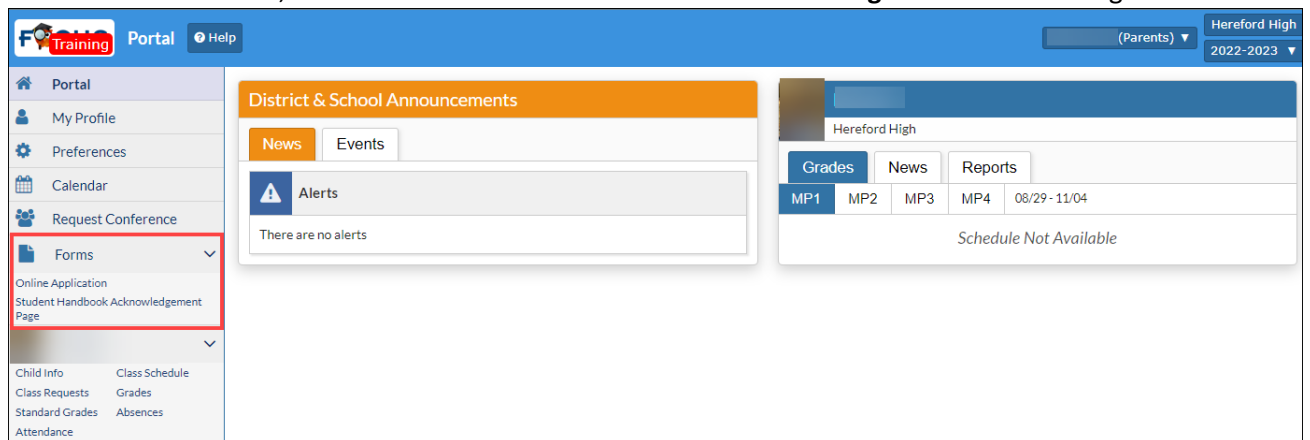 Training
Portal
Help
(Parents) ▼
Hereford High
2022-2023 ▼
Portal
My Profile
Preferences
Calendar
Request Conference
Forms
Online Application
Student Handbook Acknowledgement
Page
Child Info
Class Schedule
Class Requests
Grades
Standard Grades
Absences
Attendance
District & School Announcements
News
Events
Alerts
There are no alerts
Hereford High
Grades
News
Reports
MP1
MP2
MP3
MP4
08/29 - 11/04
Schedule Not Available